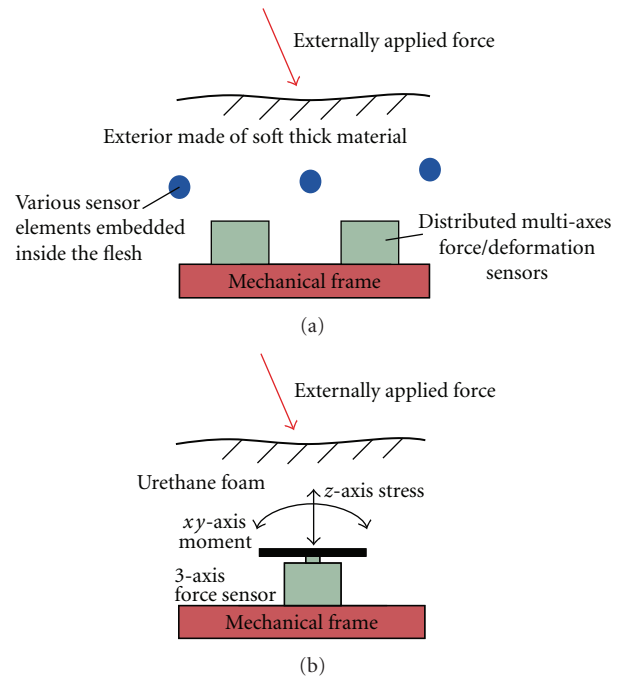 Externally applied force
Exterior made of soft thick material
Various sensor
elements embedded
inside the flesh
Distributed multi-axes
force/deformation
sensors
Mechanical frame
(a)
Externally applied force
Urethane foam
z-axis stress
xy-axis
moment
3-axis
force sensor
Mechanical frame
(b)